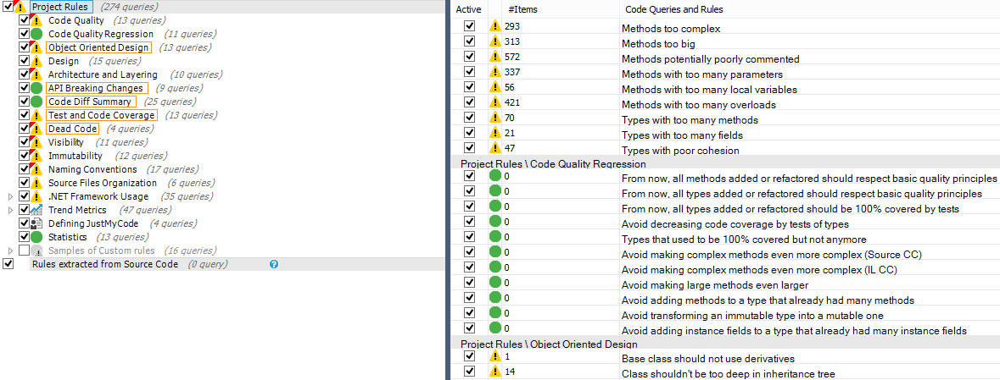 Project Rules (274 queries)
Code Quality (13 queries)
Code Quality Regression (11 queries)
Object Oriented Design (13 queries)
Design (15 queries)
Architecture and Layering (10 queries)
API Breaking Changes (9 queries)
Code Diff Summary (25 queries)
Test and Code Coverage (13 queries)
Dead Code (4 queries)
Visibility (11 queries)
Immutability (12 queries)
Naming Conventions (17 queries)
Source Files Organization (6 queries)
.NET Framework Usage (35 queries)
Trend Metrics (47 queries)
Defining JustMyCode (4 queries)
Statistics (13 queries)
Samples of Custom rules (16 queries)
Rules extracted from Source Code (0 query) ?
Active #Items Code Queries and Rules
293 Methods too complex
313 Methods too big
572 Methods potentially poorly commented
337 Methods with too many parameters
56 Methods with too many local variables
421 Methods with too many overloads
70 Types with too many methods
21 Types with too many fields
47 Types with poor cohesion
Project Rules \ Code Quality Regression
0 From now, all methods added or refactored should respect basic quality principles
0 From now, all types added or refactored should respect basic quality principles
0 From now, all types added or refactored should be 100% covered by tests
0 Avoid decreasing code coverage by tests of types
0 Types that used to be 100% covered but not anymore
0 Avoid making complex methods even more complex (Source CC)
0 Avoid making complex methods even more complex (IL CC)
0 Avoid making large methods even larger
0 Avoid adding methods to a type that already had many methods
0 Avoid transforming an immutable type into a mutable one
0 Avoid adding instance fields to a type that already had many instance fields
Project Rules \ Object Oriented Design
1 Base class should not use derivatives
14 Class shouldn't be too deep in inheritance tree